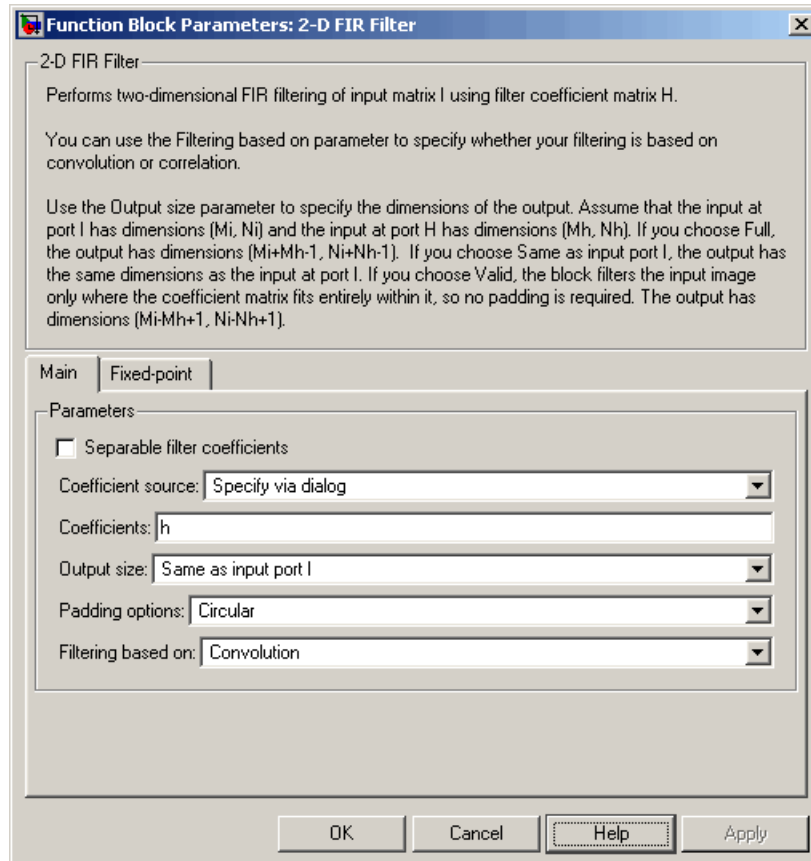 Function Block Parameters: 2-D FIR Filter
2-D FIR Filter
Performs two-dimensional FIR filtering of input matrix I using filter coefficient matrix H.
You can use the Filtering based on parameter to specify whether your filtering is based on
convolution or correlation.
Use the Output size parameter to specify the dimensions of the output. Assume that the input at
port I has dimensions (Mi, Ni) and the input at port H has dimensions (Mh, Nh). If you choose Full,
the output has dimensions (Mi+Mh-1, Ni+Nh-1).  If you choose Same as input port I, the output has
the same dimensions as the input at port I. If you choose Valid, the block filters the input image
only where the coefficient matrix fits entirely within it, so no padding is required. The output has
dimensions (Mi-Mh+1, Ni-Nh+1).
Main Fixed-point
Parameters
Separable filter coefficients
Coefficient source: Specify via dialog
Coefficients: h
Output size: Same as input port I
Padding options: Circular
Filtering based on: Convolution
OK Cancel Help Apply